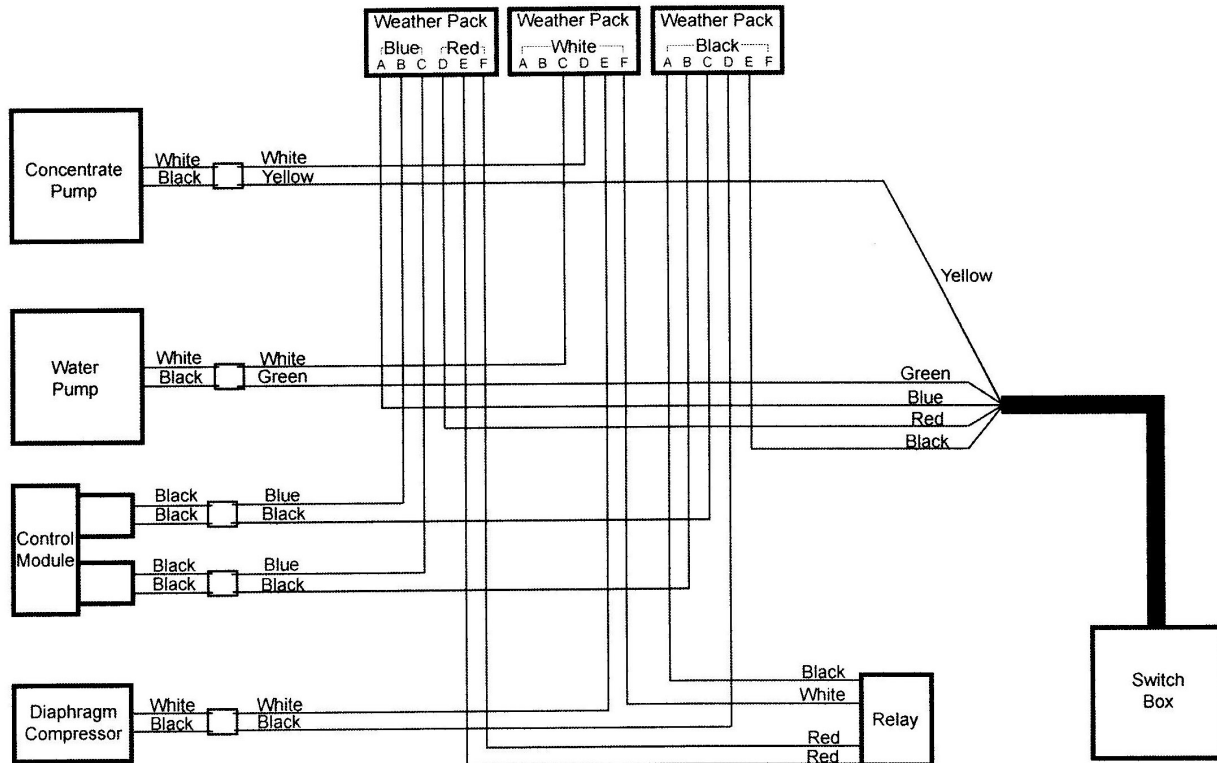 Weather Pack
Blue Red
A B C D E F
Weather Pack
White
A B C D E F
Weather Pack
Black
A B C D E F
Concentrate
Pump
White White
Black Yellow
Yellow
Water
Pump
White White
Black Green
Green
Blue
Red
Black
Control
Module
Black Blue
Black Black
Black Blue
Black Black
Diaphragm
Compressor
White White
Black Black
Black
White
Red
Red
Relay
Switch
Box